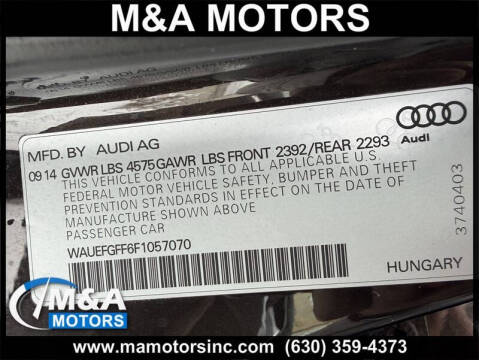 M&A MOTORS
MFD. BY AUDI AG
09 14 GVWR LBS 4575 GAWR LBS FRONT 2392/REAR 2293
Audi
THIS VEHICLE CONFORMS TO ALL APPLICABLE U.S.
FEDERAL MOTOR VEHICLE SAFETY, BUMPER AND THEFT
PREVENTION STANDARDS IN EFFECT ON THE DATE OF
MANUFACTURE SHOWN ABOVE
PASSENGER CAR
WAUEFGFF6F1057070
3740403
HUNGARY
M&A
MOTORS
www.mamotorsinc.com (630) 359-4373